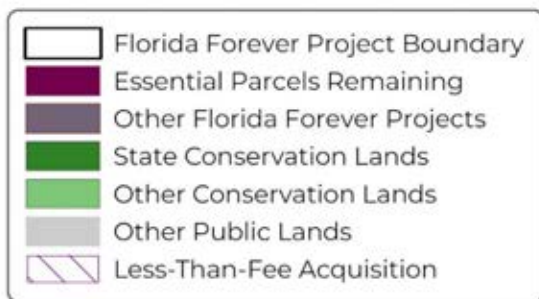 Florida Forever Project Boundary
Essential Parcels Remaining
Other Florida Forever Projects
State Conservation Lands
Other Conservation Lands
Other Public Lands
Less-Than-Fee Acquisition